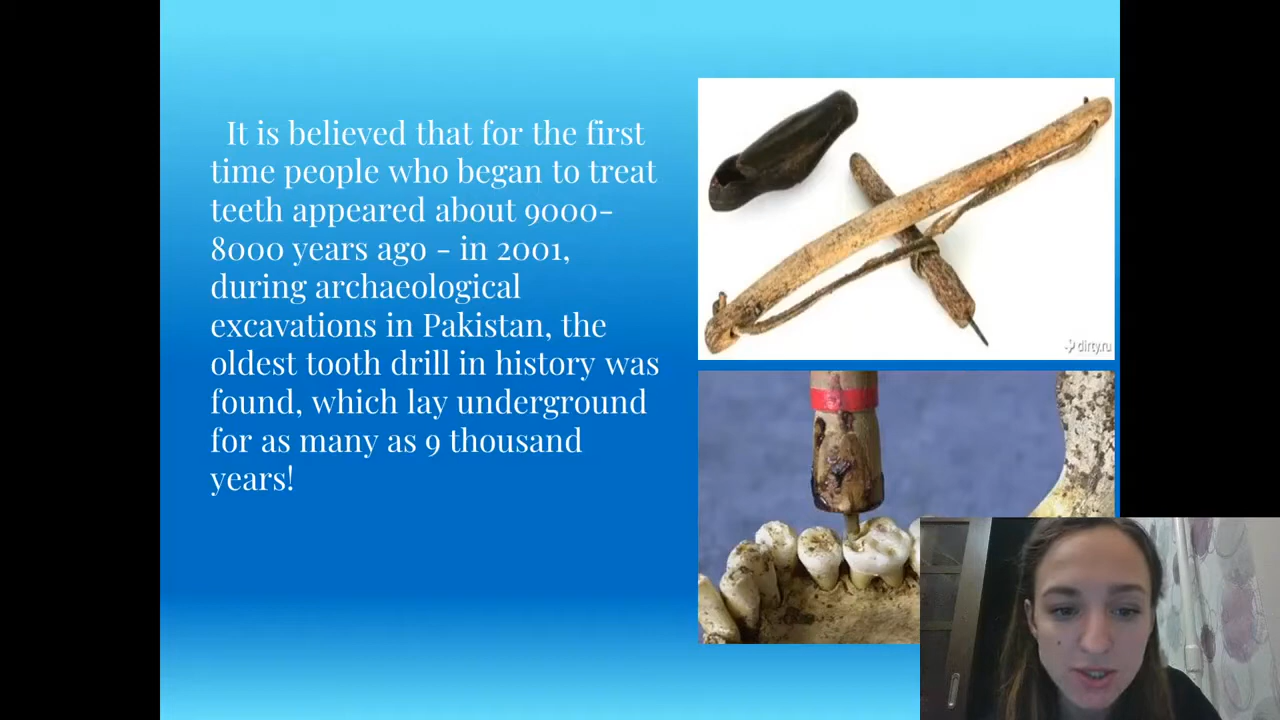 It is believed that for the first
time people who began to treat
teeth appeared about 9000-
8000 years ago - in 2001,
during archaeological
excavations in Pakistan, the
oldest tooth drill in history was
found, which lay underground
for as many as 9 thousand
years!
dirty.ru